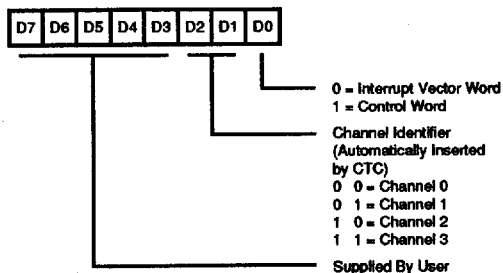 D7 D6 D5 D4 D3 D2 D1 D0
0 = Interrupt Vector Word
1 = Control Word
Channel Identifier
(Automatically Inserted
by CTC)
0 0 = Channel 0
0 1 = Channel 1
1 0 = Channel 2
1 1 = Channel 3
Supplied By User